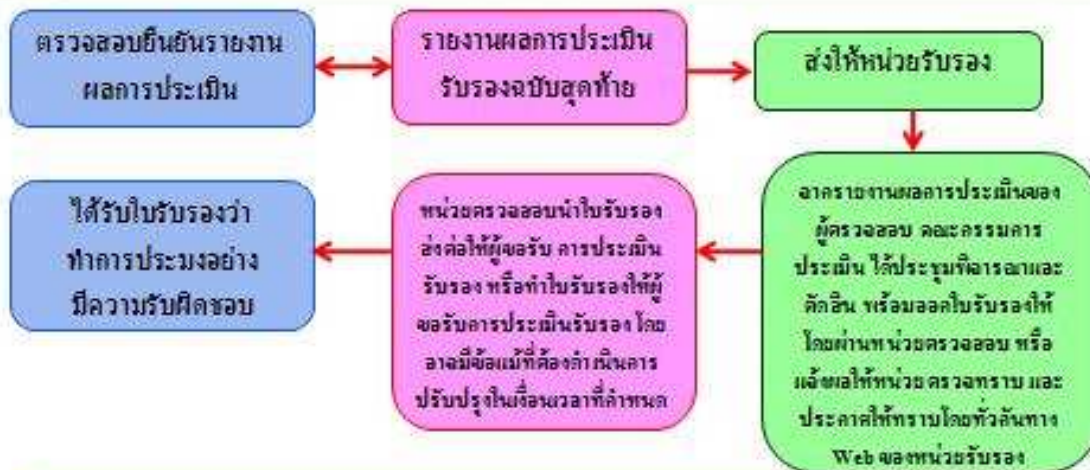 ตรวจสอบยืนยันรายงาน
ผลการประเมิน
รายงานผลการประเมิน
รับรองฉบับสุดท้าย
ส่งให้หน่วยรับรอง
จากรายงานผลการประเมินของ
ผู้ตรวจสอบ คณะกรรมการ
ประเมิน ได้ประชุมพิจารณาและ
ตัดสิน พร้อมออกใบรับรองให้
โดยผ่านหน่วยตรวจสอบ หรือ
แจ้งผลให้หน่วยตรวจทราบ และ
ประกาศให้ทราบโดยทั่วกันทาง
Web ของหน่วยรับรอง
หน่วยตรวจสอบนำใบรับรอง
ส่งต่อให้ผู้ขอรับ การประเมิน
รับรอง หรือทำใบรับรองให้ผู้
ขอรับการประเมินรับรอง โดย
อาจมีข้อแม้ที่ต้องดำเนินการ
ปรับปรุงในเงื่อนเวลาที่กำหนด
ได้รับใบรับรองว่า
ทำการประมงอย่าง
มีความรับผิดชอบ